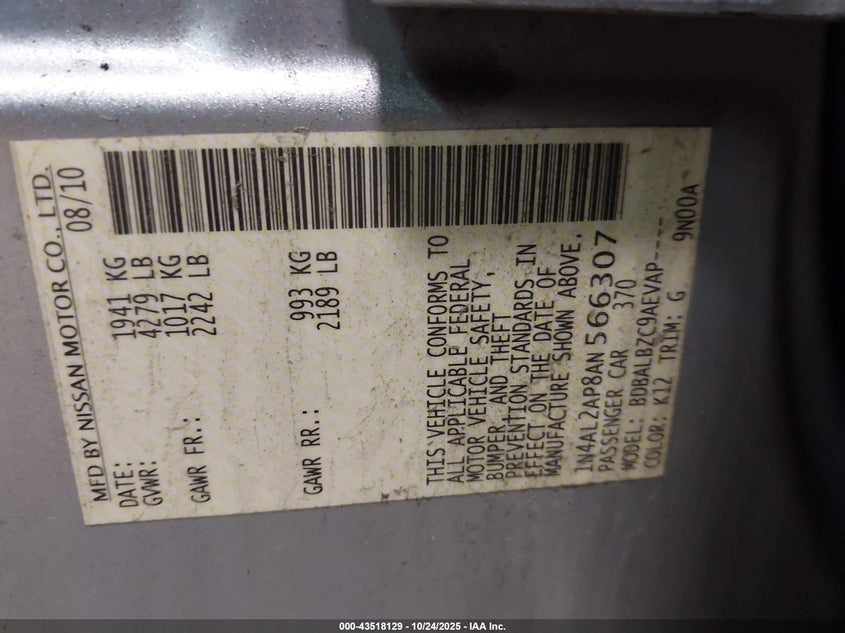 MFD BY NISSAN MOTOR CO., LTD.
DATE: 08/10
GVWR: 1941 KG
4279 LB
GAWR FR.: 1017 KG
2242 LB
GAWR RR.: 993 KG
2189 LB
THIS VEHICLE CONFORMS TO
ALL APPLICABLE FEDERAL
MOTOR VEHICLE SAFETY,
BUMPER, AND THEFT
PREVENTION STANDARDS IN
EFFECT ON THE DATE OF
MANUFACTURE SHOWN ABOVE.
1N4AL2AP8AN566307
PASSENGER CAR 370
MODEL: BDBALBZC9AEVAP----
COLOR: K12 TRIM: G 9N00A
000-43518129 - 10/24/2025 - IAA Inc.